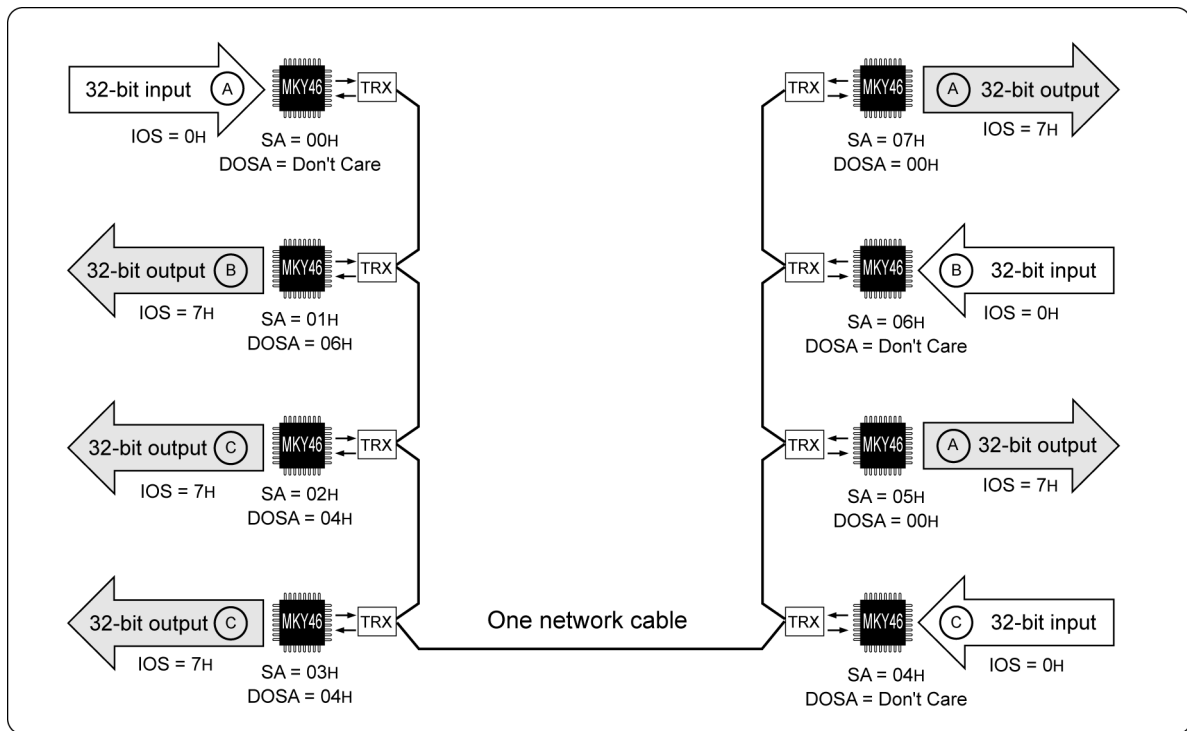 32-bit input A
IOS = 0H
MKY46
TRX
SA = 00H
DOSA = Don't Care
32-bit output B
IOS = 7H
MKY46
TRX
SA = 01H
DOSA = 06H
32-bit output C
IOS = 7H
MKY46
TRX
SA = 02H
DOSA = 04H
32-bit output C
IOS = 7H
MKY46
TRX
SA = 03H
DOSA = 04H
One network cable
TRX
MKY46
A 32-bit output
IOS = 7H
SA = 07H
DOSA = 00H
TRX
MKY46
B 32-bit input
IOS = 0H
SA = 06H
DOSA = Don't Care
TRX
MKY46
A 32-bit output
IOS = 7H
SA = 05H
DOSA = 00H
TRX
MKY46
C 32-bit input
IOS = 0H
SA = 04H
DOSA = Don't Care